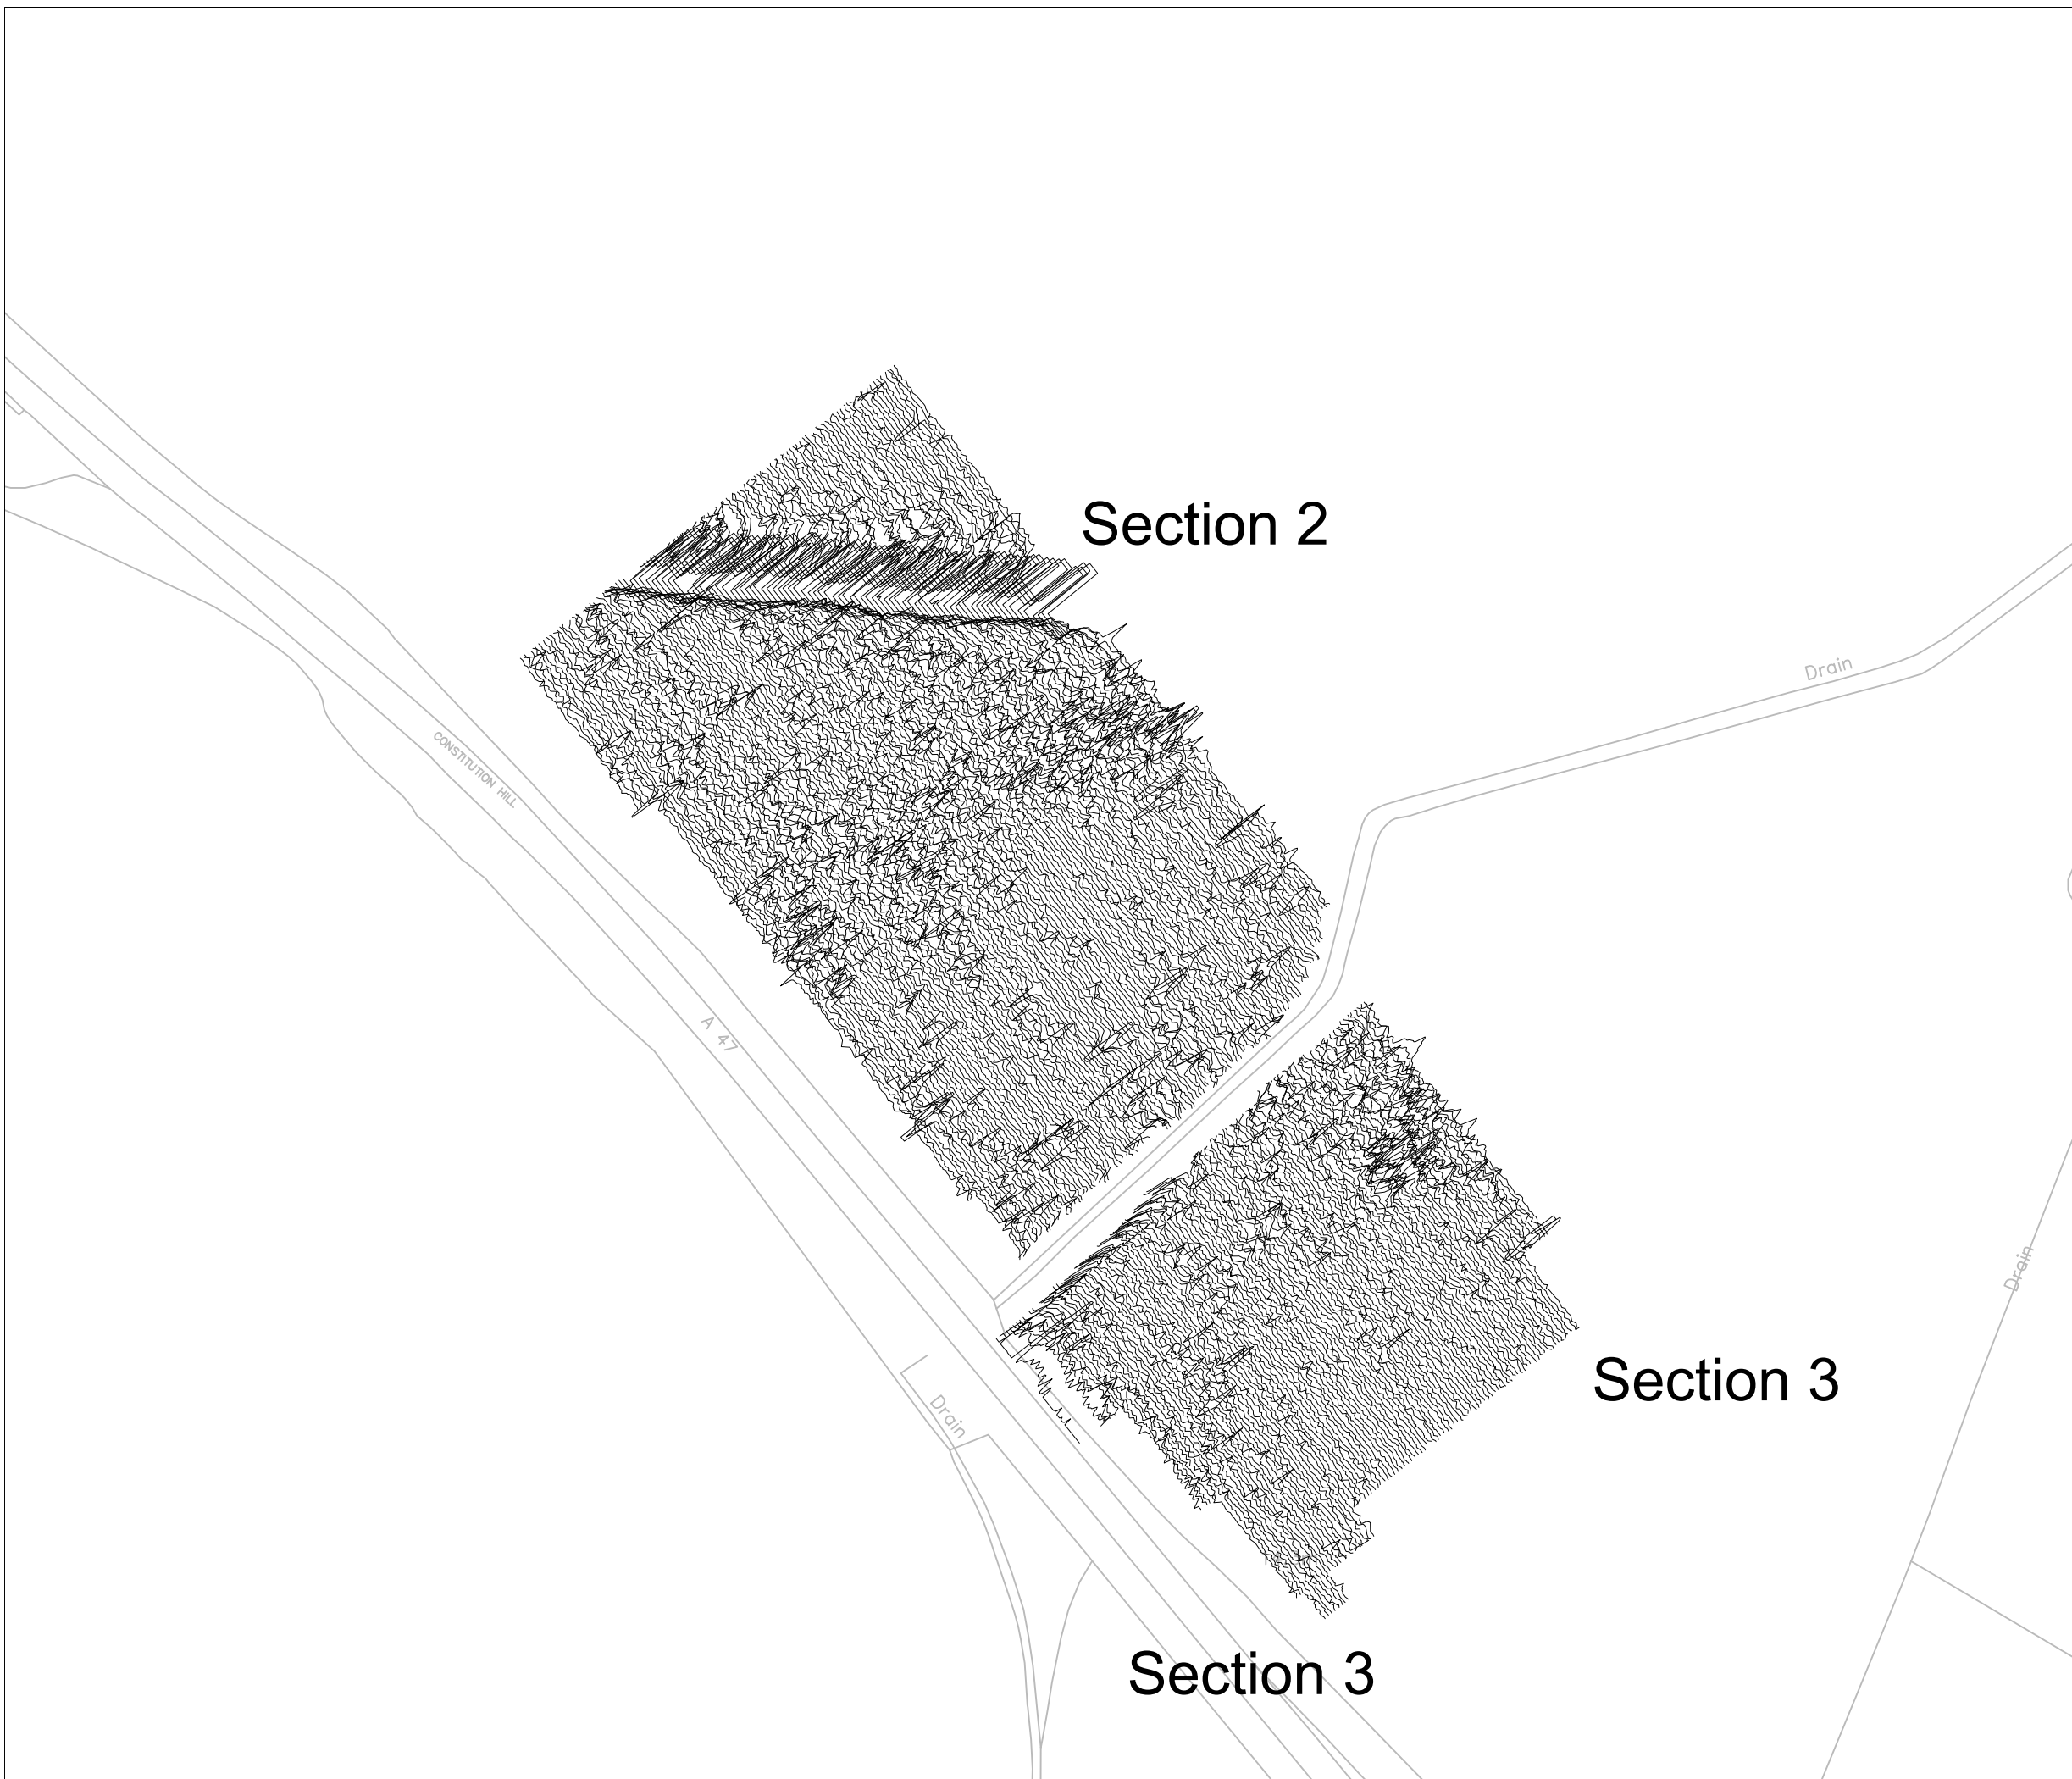 Section 2
Drain
CONSTITUTION HILL
A 47
Drain
Section 3
Drain
Section 3